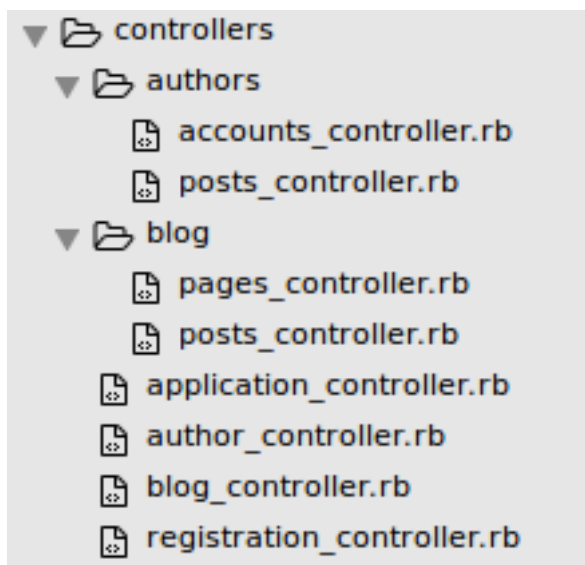 controllers
authors
accounts_controller.rb
posts_controller.rb
blog
pages_controller.rb
posts_controller.rb
application_controller.rb
author_controller.rb
blog_controller.rb
registration_controller.rb